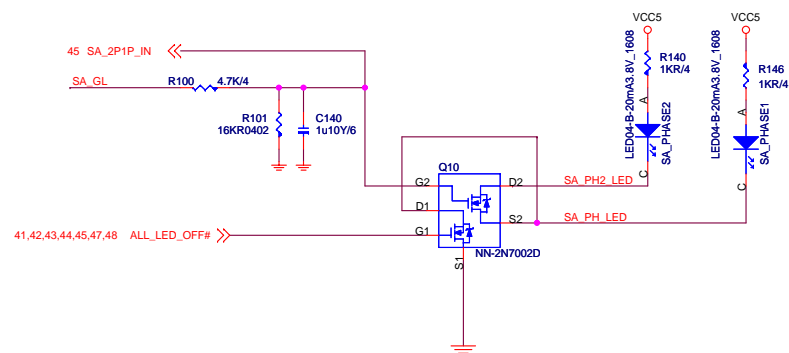 45 SA_2P1P_IN
SA_GL
R100
4.7K/4
R101
16KR0402
C140
1u10Y/6
VCC5
VCC5
R140
1KR/4
R146
1KR/4
LED04-B-20mA3.8V_1608
SA_PHASE2
A
C
LED04-B-20mA3.8V_1608
SA_PHASE1
A
C
Q10
G2
D1
G1
S1
D2
S2
NN-2N7002D
SA_PH2_LED
SA_PH_LED
41,42,43,44,45,47,48 ALL_LED_OFF#